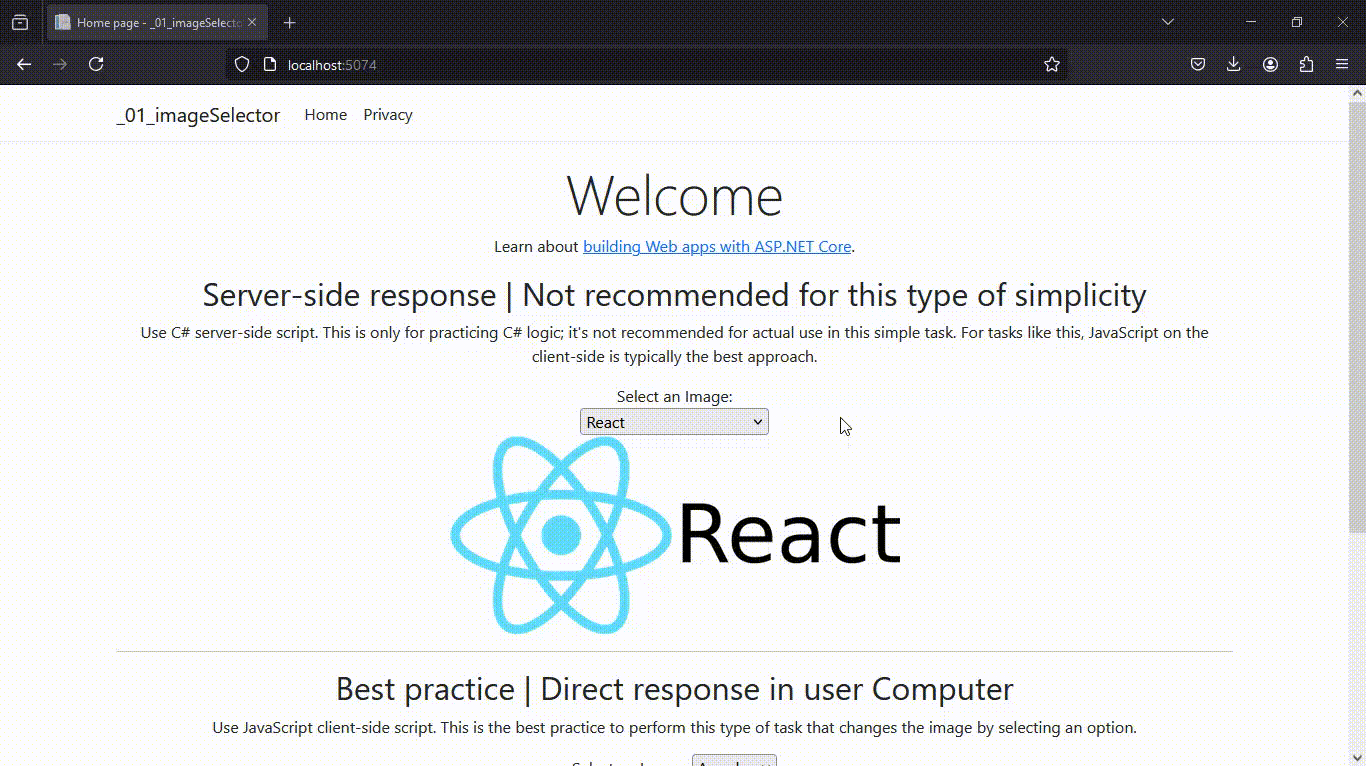 Home page - _01_imageSelecto
localhost:5074
_01_imageSelector Home Privacy
Welcome
Learn about building Web apps with ASP.NET Core.
Server-side response | Not recommended for this type of simplicity
Use C# server-side script. This is only for practicing C# logic; it's not recommended for actual use in this simple task. For tasks like this, JavaScript on the
client-side is typically the best approach.
Select an Image:
React
React
Best practice | Direct response in user Computer
Use JavaScript client-side script. This is the best practice to perform this type of task that changes the image by selecting an option.